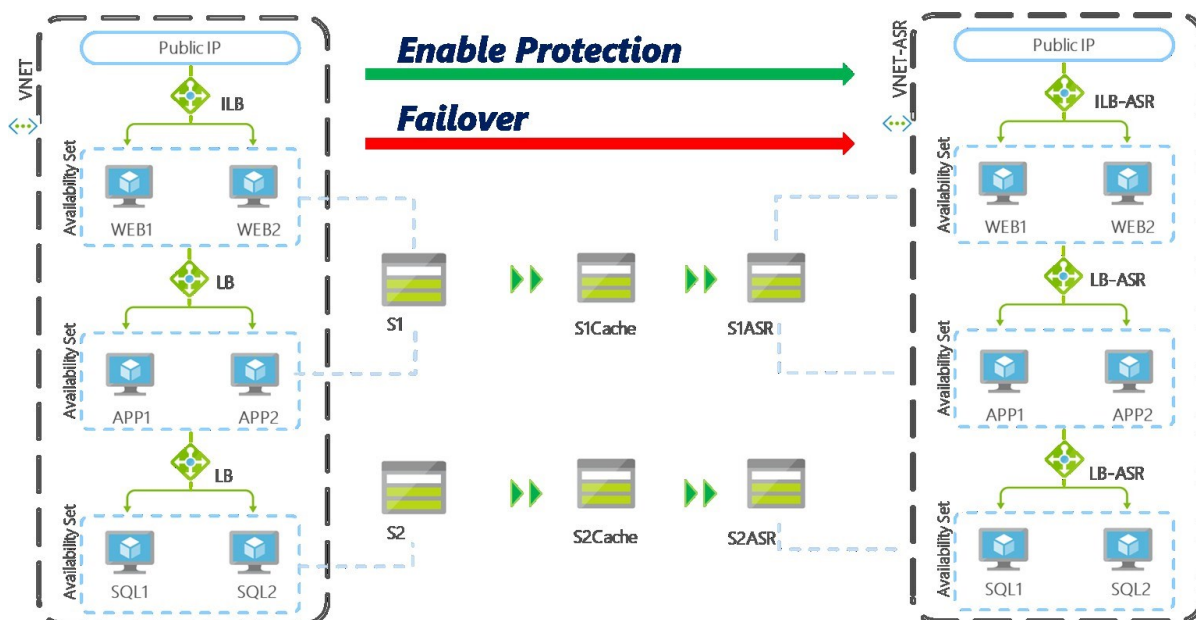 Public IP
VNET
ILB
Availability Set
WEB1
WEB2
LB
Availability Set
APP1
APP2
LB
Availability Set
SQL1
SQL2
Enable Protection
Failover
S1
S1Cache
S1ASR
S2
S2Cache
S2ASR
Public IP
VNET-ASR
ILB-ASR
Availability Set
WEB1
WEB2
LB-ASR
Availability Set
APP1
APP2
LB-ASR
Availability Set
SQL1
SQL2